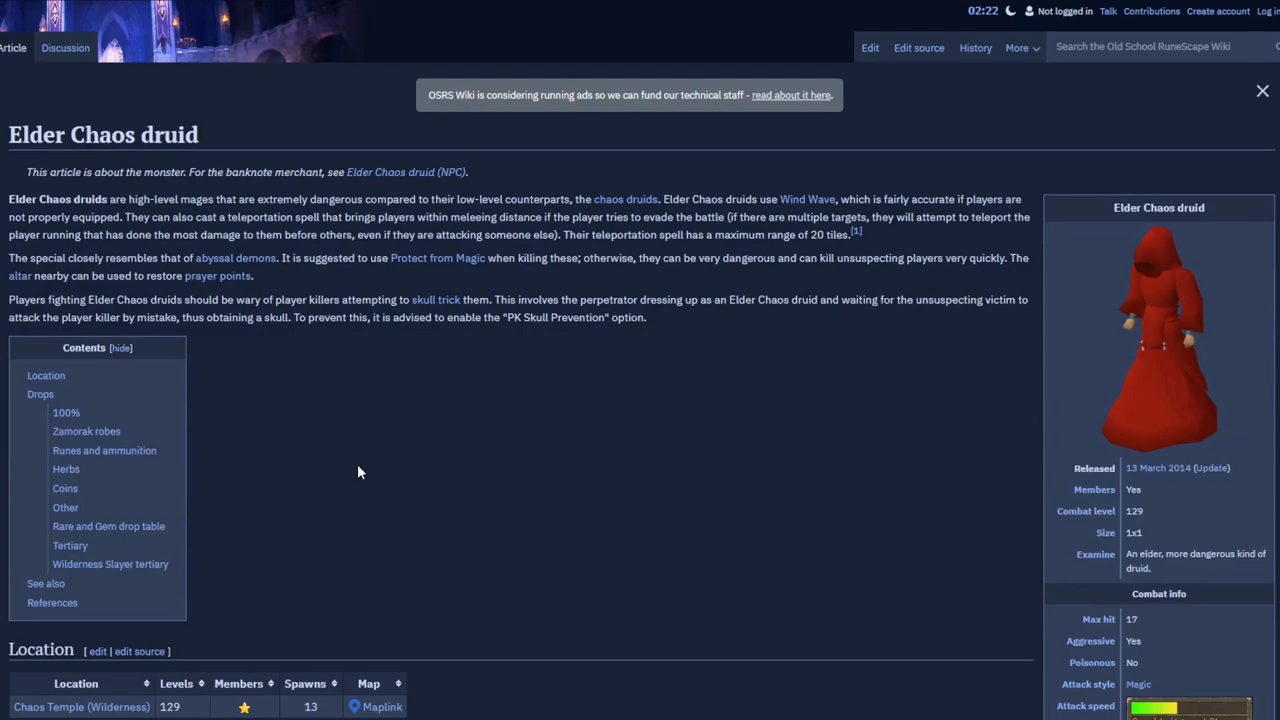 02:22 Not logged in Talk Contributions Create account Log in
Article Discussion Edit Edit source History More Search the Old School RuneScape Wiki
OSRS Wiki is considering running ads so we can fund our technical staff - read about it here.
Elder Chaos druid
This article is about the monster. For the banknote merchant, see Elder Chaos druid (NPC).
Elder Chaos druids are high-level mages that are extremely dangerous compared to their low-level counterparts, the chaos druids. Elder Chaos druids use Wind Wave, which is fairly accurate if players are
not properly equipped. They can also cast a teleportation spell that brings players within meleeing distance if the player tries to evade the battle (if there are multiple targets, they will attempt to teleport the
player running that has done the most damage to them before others, even if they are attacking someone else). Their teleportation spell has a maximum range of 20 tiles.[1]
The special closely resembles that of abyssal demons. It is suggested to use Protect from Magic when killing these; otherwise, they can be very dangerous and can kill unsuspecting players very quickly. The
altar nearby can be used to restore prayer points.
Players fighting Elder Chaos druids should be wary of player killers attempting to skull trick them. This involves the perpetrator dressing up as an Elder Chaos druid and waiting for the unsuspecting victim to
attack the player killer by mistake, thus obtaining a skull. To prevent this, it is advised to enable the "PK Skull Prevention" option.
Contents [hide]
Location
Drops
100%
Zamorak robes
Runes and ammunition
Herbs
Coins
Other
Rare and Gem drop table
Tertiary
Wilderness Slayer tertiary
See also
References
Location [ edit | edit source ]
Location Levels Members Spawns Map
Chaos Temple (Wilderness) 129 13 Maplink
Elder Chaos druid
Released 13 March 2014 (Update)
Members Yes
Combat level 129
Size 1x1
Examine An elder, more dangerous kind of
druid.
Combat info
Max hit 17
Aggressive Yes
Poisonous No
Attack style Magic
Attack speed